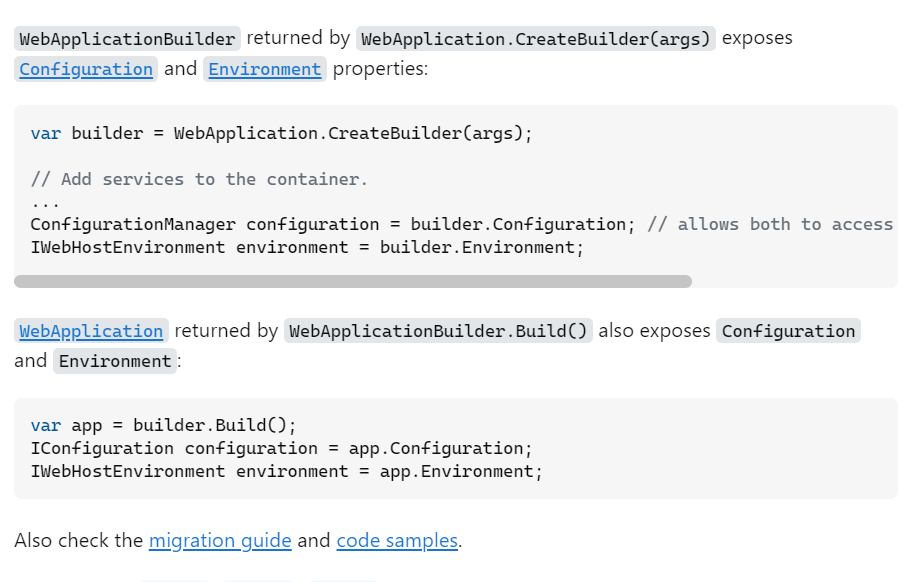 WebApplicationBuilder returned by WebApplication.CreateBuilder(args) exposes
Configuration and Environment properties:
var builder = WebApplication.CreateBuilder(args);
// Add services to the container.
...
ConfigurationManager configuration = builder.Configuration; // allows both to access
IWebHostEnvironment environment = builder.Environment;
WebApplication returned by WebApplicationBuilder.Build() also exposes Configuration
and Environment:
var app = builder.Build();
IConfiguration configuration = app.Configuration;
IWebHostEnvironment environment = app.Environment;
Also check the migration guide and code samples.